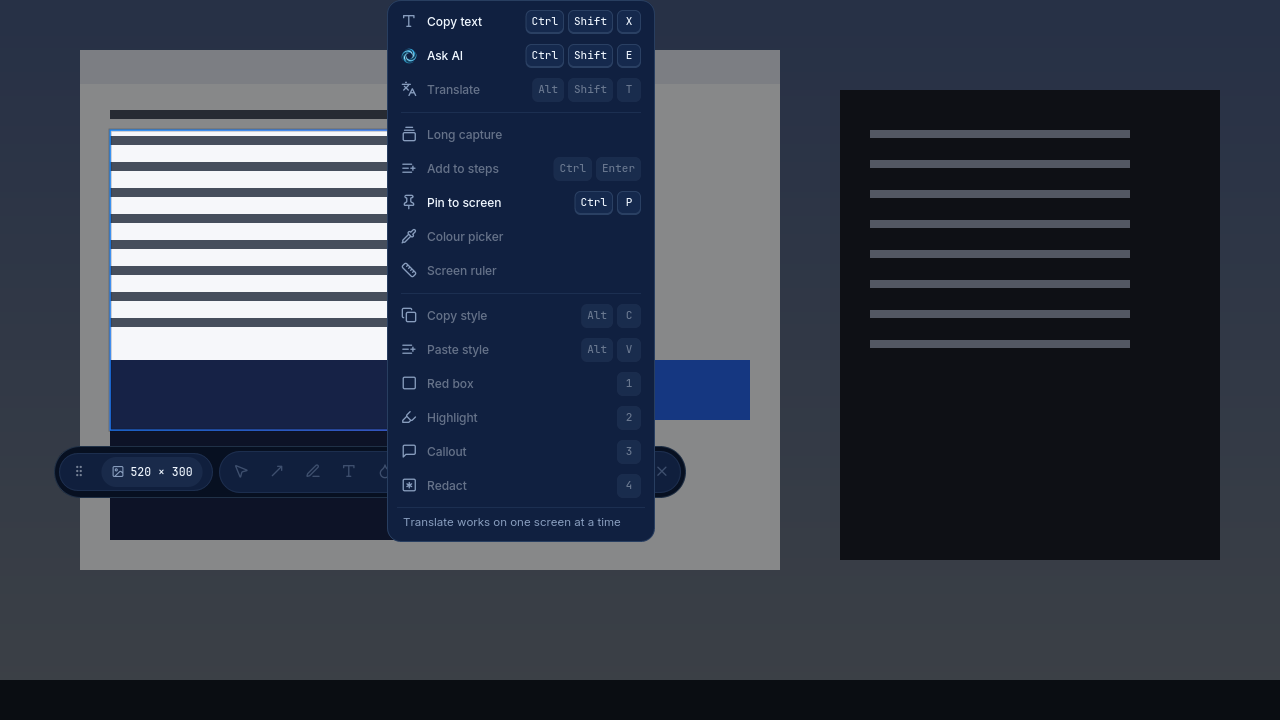 Copy text Ctrl Shift X
Ask AI Ctrl Shift E
Translate Alt Shift T
Long capture
Add to steps Ctrl Enter
Pin to screen Ctrl P
Colour picker
Screen ruler
Copy style Alt C
Paste style Alt V
Red box 1
Highlight 2
Callout 3
Redact 4
Translate works on one screen at a time
520 × 300